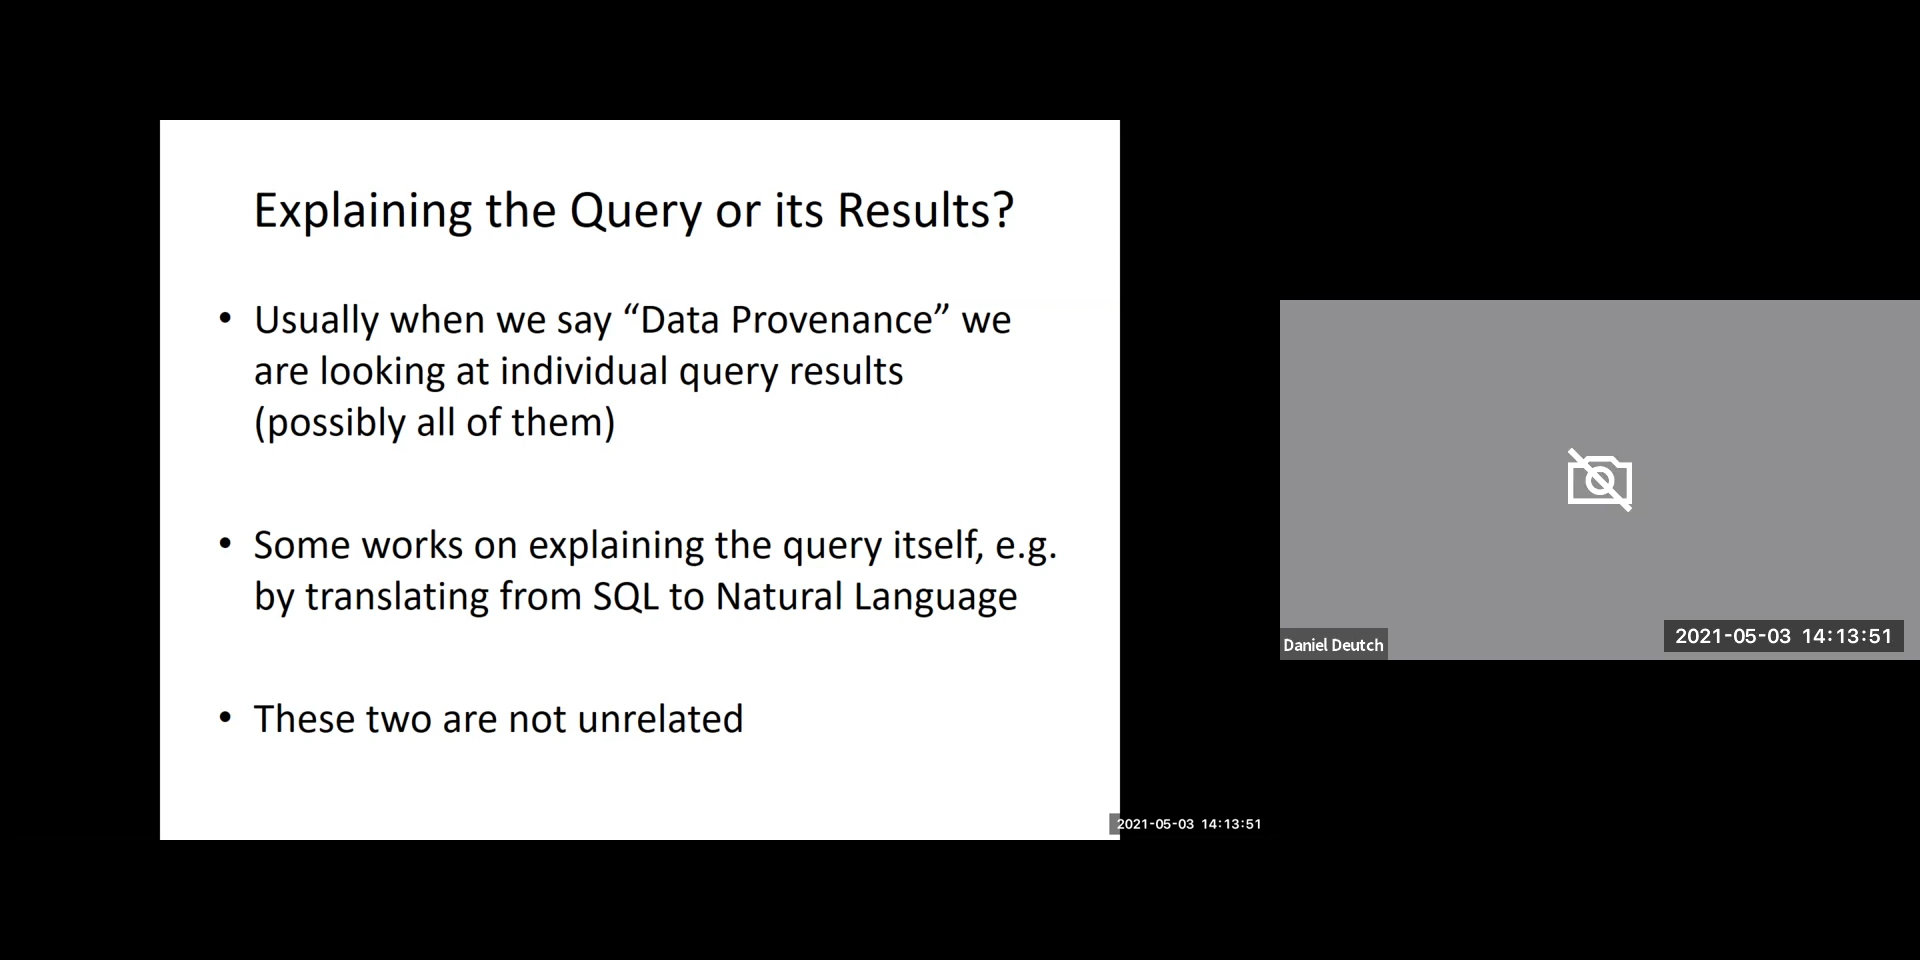 Explaining the Query or its Results?
• Usually when we say “Data Provenance” we
are looking at individual query results
(possibly all of them)
• Some works on explaining the query itself, e.g.
by translating from SQL to Natural Language
• These two are not unrelated
2021-05-03 14:13:51
Daniel Deutch
2021-05-03 14:13:51